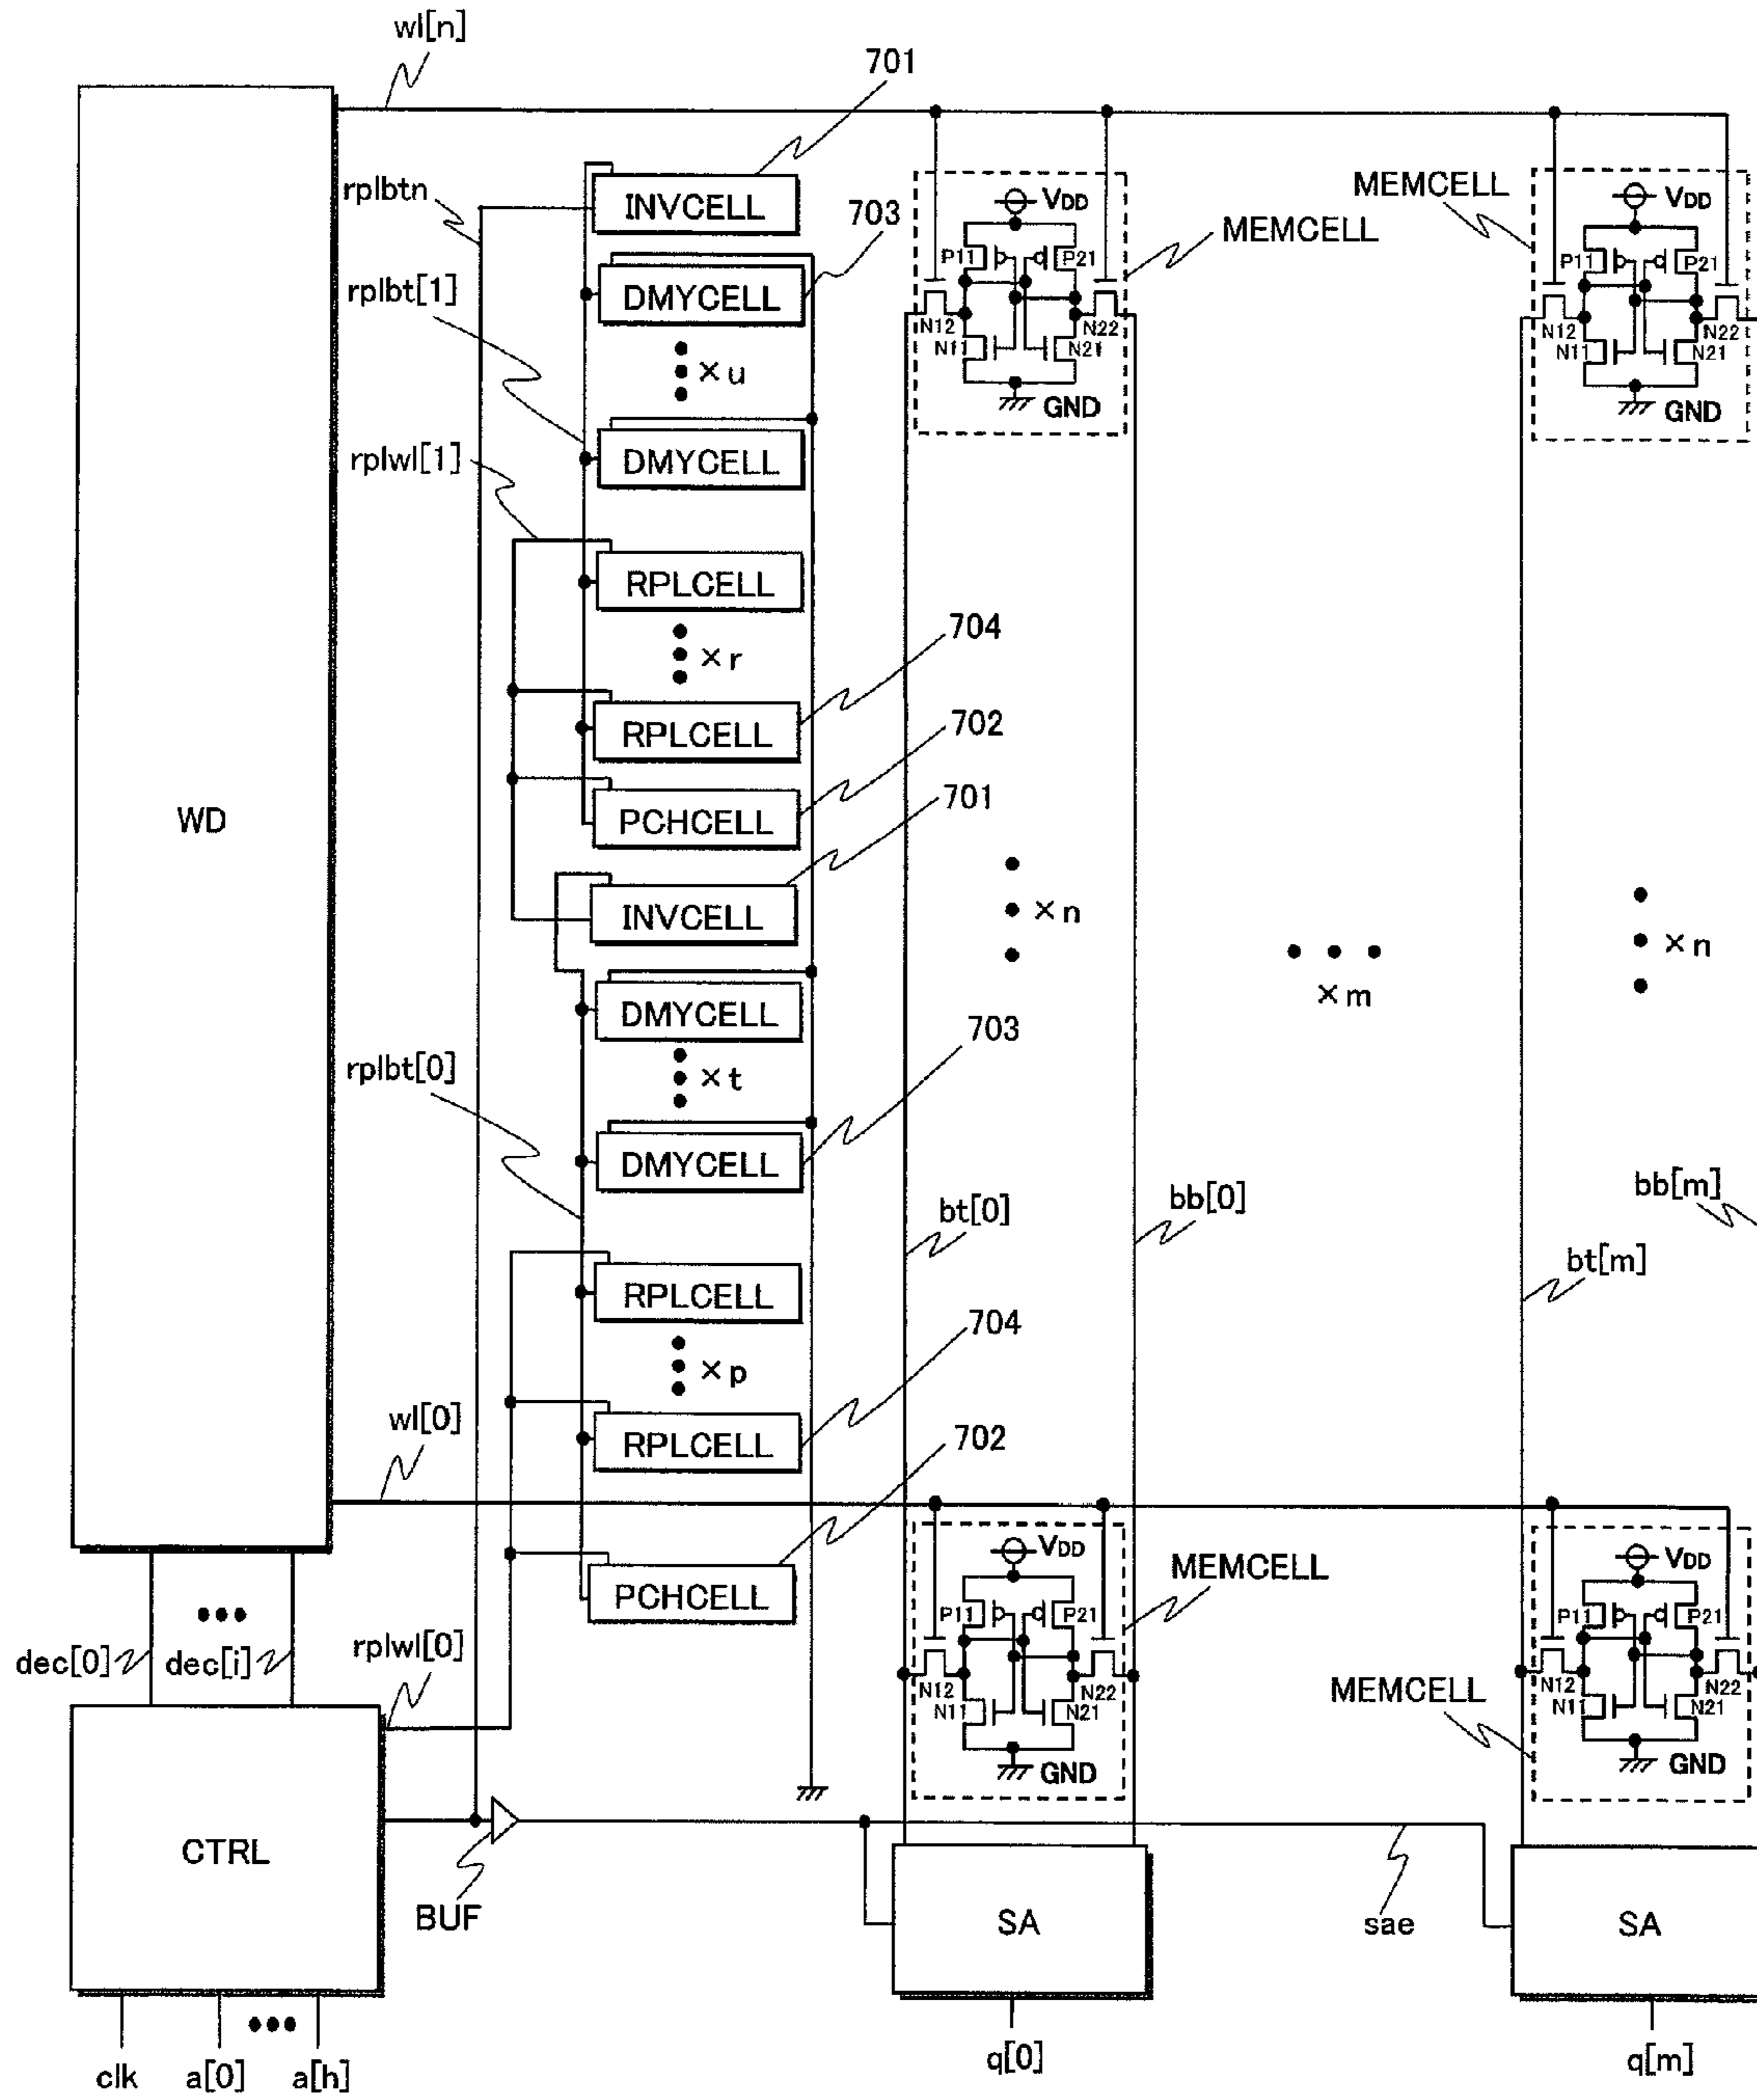 wl[n]
701
rplbtn
INVCELL
703
VDD
MEMCELL
VDD
MEMCELL
P11
P21
P11
P21
rplbt[1]
DMYCELL
N12
N22
N12
N22
N11
N21
N11
N21
× u
GND
GND
rplwl[1]
DMYCELL
RPLCELL
704
× r
RPLCELL
702
PCHCELL
701
WD
INVCELL
× n
× n
× m
DMYCELL
703
rplbt[0]
× t
DMYCELL
bt[0]
bb[0]
bb[m]
bt[m]
RPLCELL
704
× p
wl[0]
RPLCELL
702
VDD
VDD
MEMCELL
PCHCELL
P11
P21
P11
P21
dec[0]
dec[i]
rplwl[0]
N12
N22
N12
N22
MEMCELL
N11
N21
N11
N21
GND
GND
CTRL
BUF
SA
sae
SA
clk
a[0]
a[h]
q[0]
q[m]